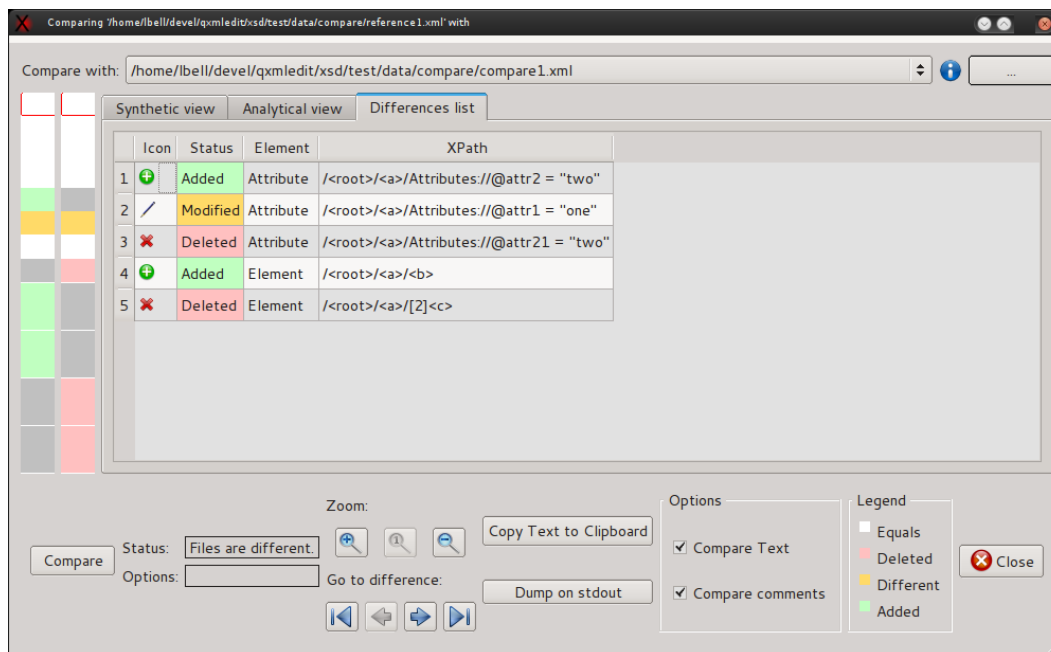 Comparing '/home/lbell/devel/qxmledit/xsd/test/data/compare/reference1.xml' with
Compare with: /home/lbell/devel/qxmledit/xsd/test/data/compare/compare1.xml ...
Synthetic view Analytical view Differences list
Icon Status Element XPath
1 Added Attribute /<root>/<a>/Attributes://@attr2 = "two"
2 Modified Attribute /<root>/<a>/Attributes://@attr1 = "one"
3 Deleted Attribute /<root>/<a>/Attributes://@attr21 = "two"
4 Added Element /<root>/<a>/<b>
5 Deleted Element /<root>/<a>/[2]<c>
Compare
Status: Files are different.
Options:
Zoom:
Go to difference:
Copy Text to Clipboard
Dump on stdout
Options
Compare Text
Compare comments
Legend
Equals
Deleted
Different
Added
Close